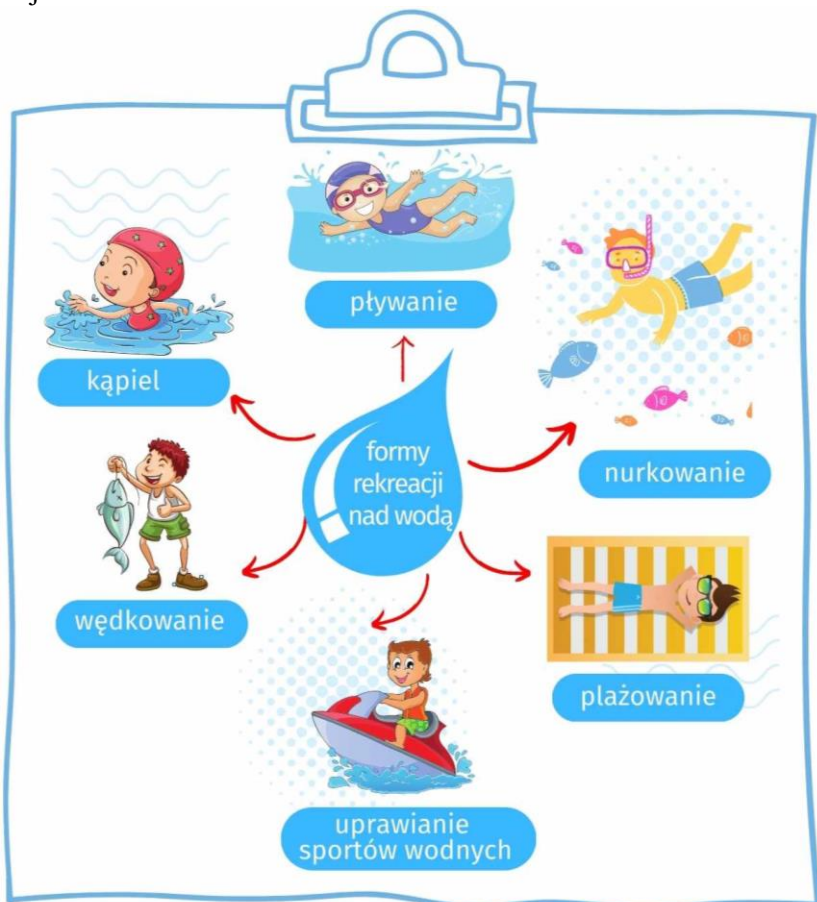 pływanie
kąpiel
formy
rekreacji
nad wodą
nurkowanie
wędkowanie
plażowanie
uprawianie
sportów wodnych